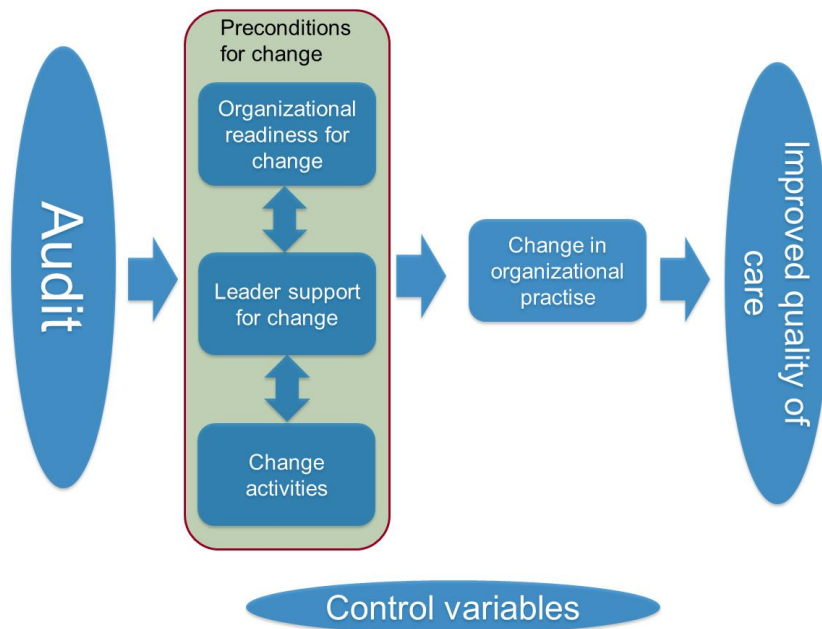 Audit
Preconditions
for change
Organizational
readiness for
change
Leader support
for change
Change
activities
Change in
organizational
practise
Improved quality of
care
Control variables